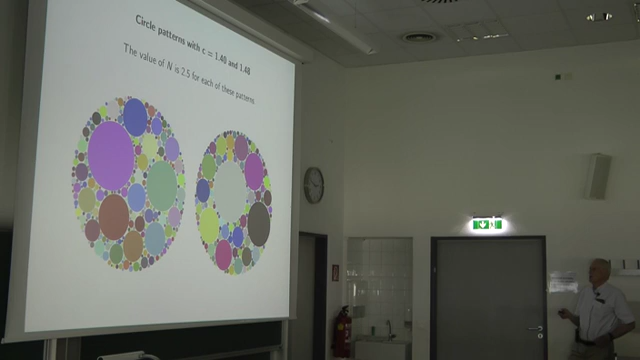 Circle patterns with c = 1.40 and 1.48
The value of N is 2.5 for each of these patterns